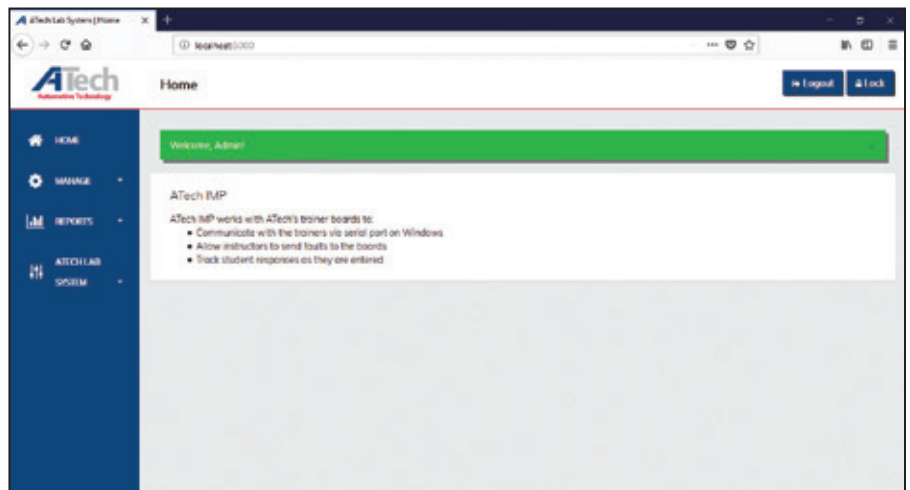 ATech Lab System | Home
localhost:5000
ATech
Automotive Technology
Home
Logout
Lock
HOME
MANAGE
REPORTS
ATECH LAB
SYSTEM
Welcome, Admin!
ATech IMP
ATech IMP works with ATech's trainer boards to:
Communicate with the trainers via serial port on Windows
Allow instructors to send faults to the boards
Track student responses as they are entered